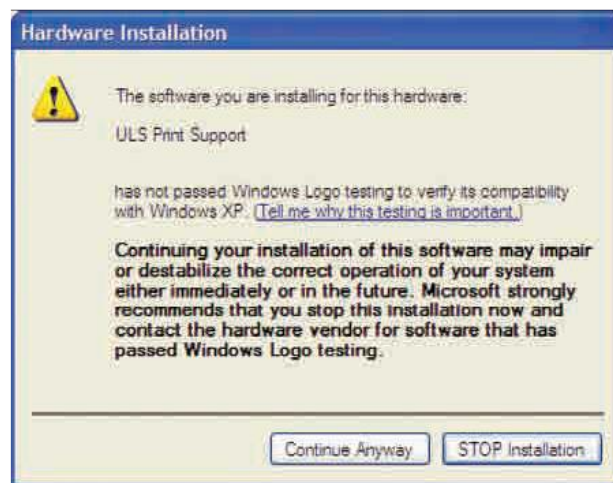 Hardware Installation
The software you are installing for this hardware:
ULS Print Support
has not passed Windows Logo testing to verify its compatibility
with Windows XP. (Tell me why this testing is important.)
Continuing your installation of this software may impair
or destabilize the correct operation of your system
either immediately or in the future. Microsoft strongly
recommends that you stop this installation now and
contact the hardware vendor for software that has
passed Windows Logo testing.
Continue Anyway
STOP Installation